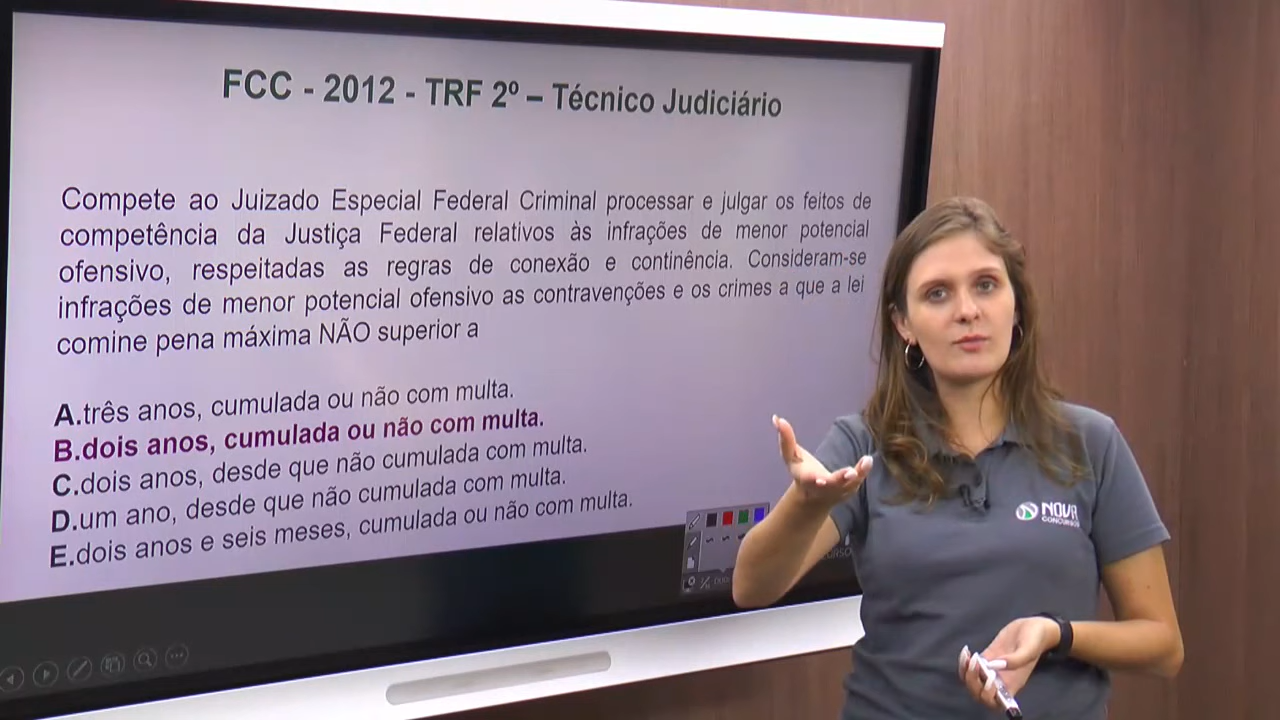 FCC - 2012 - TRF 2º – Técnico Judiciário
Compete ao Juizado Especial Federal Criminal processar e julgar os feitos de
competência da Justiça Federal relativos às infrações de menor potencial
ofensivo, respeitadas as regras de conexão e continência. Consideram-se
infrações de menor potencial ofensivo as contravenções e os crimes a que a lei
comine pena máxima NÃO superior a
A.três anos, cumulada ou não com multa.
B.dois anos, cumulada ou não com multa.
C.dois anos, desde que não cumulada com multa.
D.um ano, desde que não cumulada com multa.
E.dois anos e seis meses, cumulada ou não com multa.
NOVA
CONCURSOS